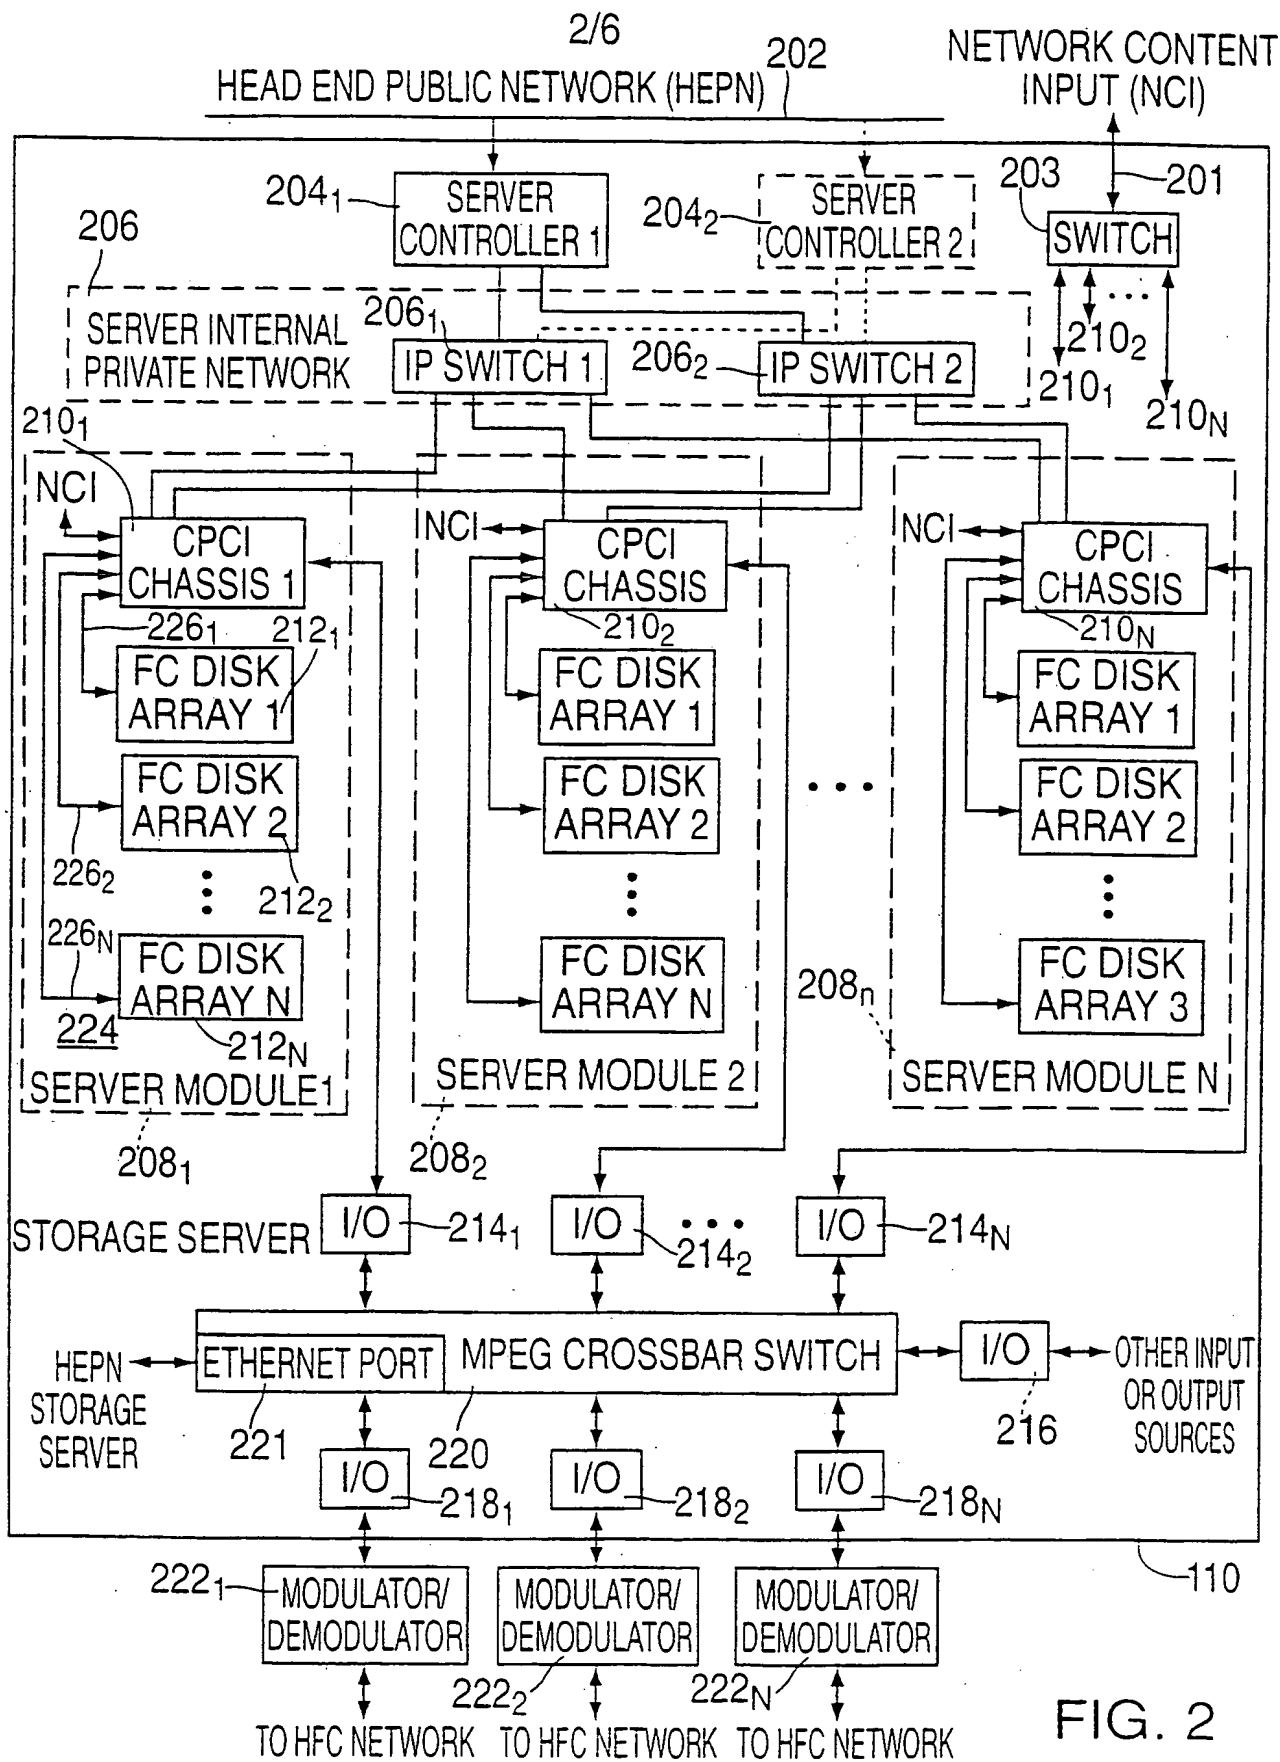 2/6
HEAD END PUBLIC NETWORK (HEPN)
202
NETWORK CONTENT
INPUT (NCI)
204₁
SERVER
CONTROLLER 1
204₂
SERVER
CONTROLLER 2
203
201
SWITCH
206
SERVER INTERNAL
PRIVATE NETWORK
206₁
IP SWITCH 1
206₂
IP SWITCH 2
210₂
210₁
210N
210₁
NCI
CPCI
CHASSIS 1
226₁
212₁
FC DISK
ARRAY 1
FC DISK
ARRAY 2
226₂
212₂
226N
FC DISK
ARRAY N
224
212N
SERVER MODULE 1
208₁
NCI
CPCI
CHASSIS
210₂
FC DISK
ARRAY 1
FC DISK
ARRAY 2
FC DISK
ARRAY N
SERVER MODULE 2
208₂
NCI
CPCI
CHASSIS
210N
FC DISK
ARRAY 1
FC DISK
ARRAY 2
FC DISK
ARRAY 3
208n
SERVER MODULE N
STORAGE SERVER
I/O
214₁
I/O
214₂
I/O
214N
HEPN
STORAGE
SERVER
ETHERNET PORT
MPEG CROSSBAR SWITCH
I/O
OTHER INPUT
OR OUTPUT
SOURCES
221
220
216
I/O
218₁
I/O
218₂
I/O
218N
110
222₁
MODULATOR/
DEMODULATOR
MODULATOR/
DEMODULATOR
222₂
MODULATOR/
DEMODULATOR
222N
TO HFC NETWORK
TO HFC NETWORK
TO HFC NETWORK
FIG. 2